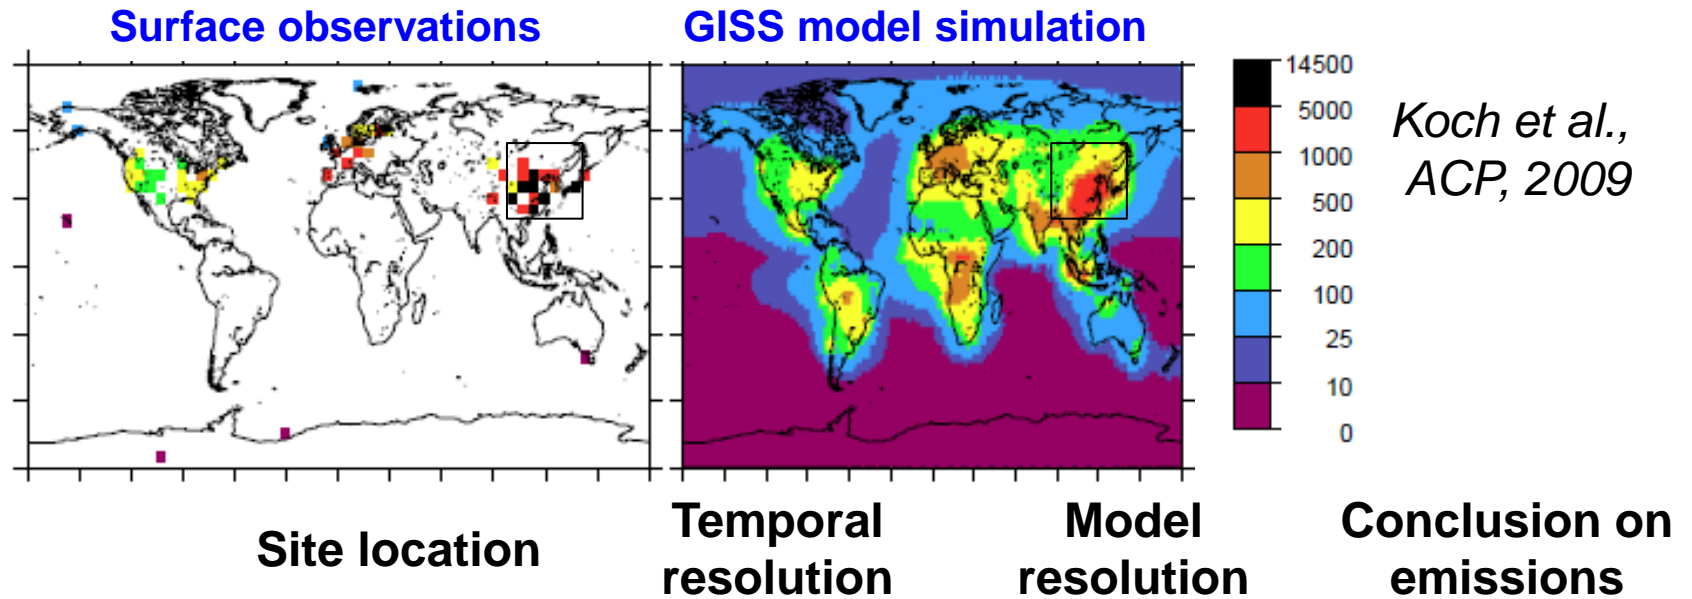 Surface observations
GISS model simulation
14500
5000
1000
500
200
100
25
10
0
Koch et al.,
ACP, 2009
Site location
Temporal
resolution
Model
resolution
Conclusion on
emissions